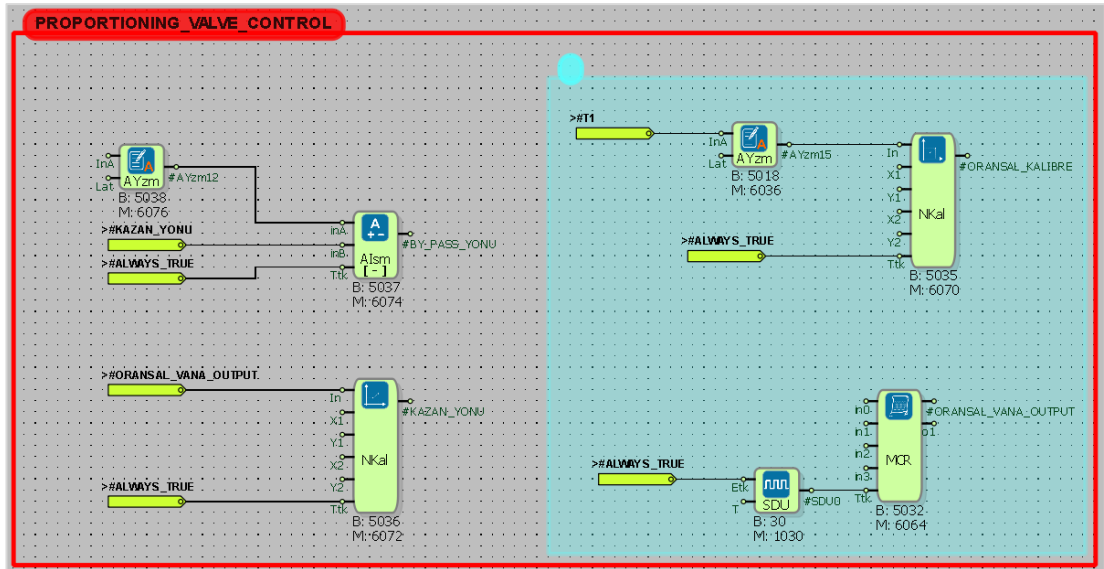 PROPORTIONING_VALVE_CONTROL
InA
Lat
AYzm
#AYzm12
B: 5038
M: 6076
>#KAZAN_YONU
>#ALWAYS_TRUE
inA
inB
Ttk
A
AIsm
[ - ]
#BY_PASS_YONU
B: 5037
M: 6074
>#ORANSAL_VANA_OUTPUT
>#ALWAYS_TRUE
In
X1
Y1
X2
Y2
Ttk
NKal
#KAZAN_YONU
B: 5036
M: 6072
>#T1
InA
Lat
AYzm
#AYzm15
B: 5018
M: 6036
>#ALWAYS_TRUE
In
X1
Y1
X2
Y2
Ttk
NKal
#ORANSAL_KALIBRE
B: 5035
M: 6070
>#ALWAYS_TRUE
Etk
T
SDU
#SDU0
B: 30
M: 1030
in0
in1
in2
in3
Ttk
MCR
#ORANSAL_VANA_OUTPUT
o1
B: 5032
M: 6064